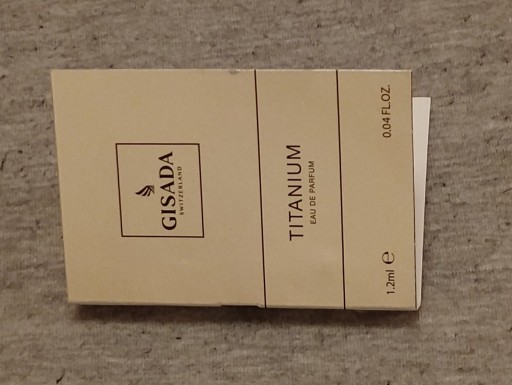 GISADA
SWITZERLAND
TITANIUM
EAU DE PARFUM
1.2ml ℮ 0.04 FL.OZ.